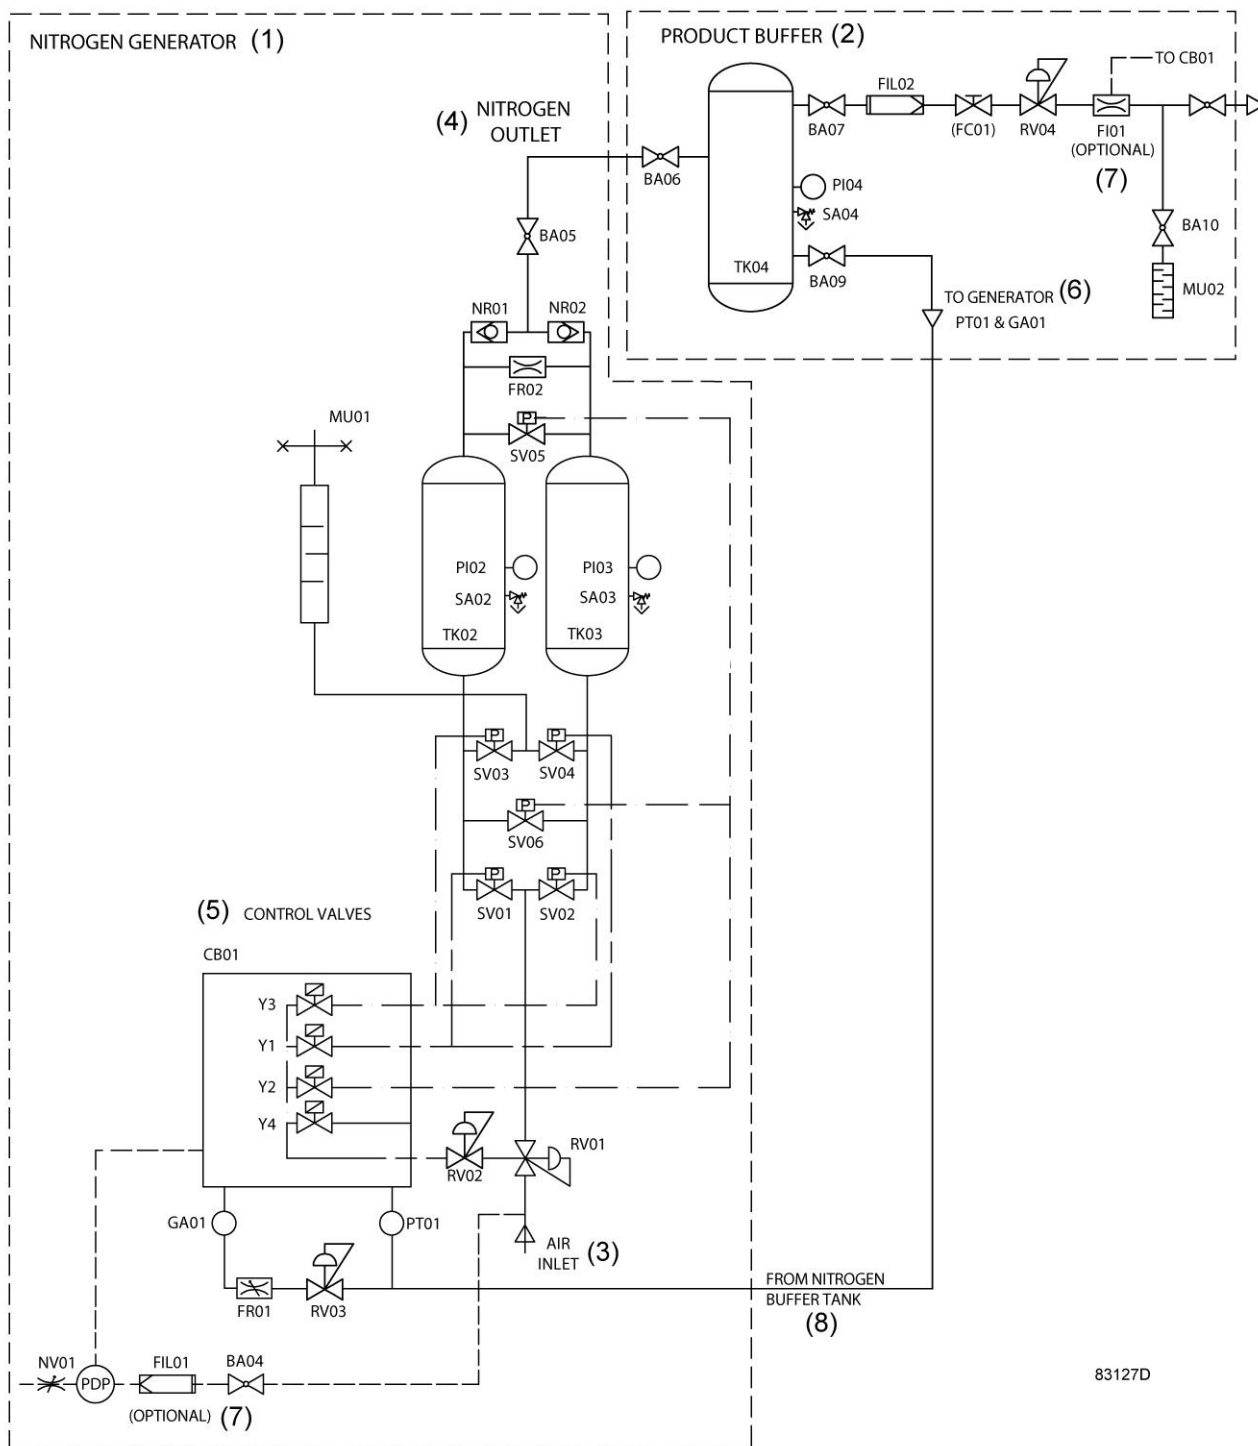 NITROGEN GENERATOR (1)
PRODUCT BUFFER (2)
TO CB01
FIL02
BA07
(FC01)
RV04
FI01
(OPTIONAL)
(7)
(4) NITROGEN
OUTLET
BA06
PI04
SA04
BA05
TK04
BA09
BA10
MU02
TO GENERATOR (6)
PT01 & GA01
NR01
NR02
FR02
MU01
P
SV05
PI02
PI03
SA02
SA03
TK02
TK03
P
P
SV03
SV04
P
SV06
P
P
SV01
SV02
(5) CONTROL VALVES
CB01
Y3
Y1
Y2
Y4
RV02
RV01
GA01
PT01
AIR
INLET (3)
FR01
RV03
FROM NITROGEN
BUFFER TANK
(8)
NV01
PDP
FIL01
BA04
(OPTIONAL) (7)
83127D